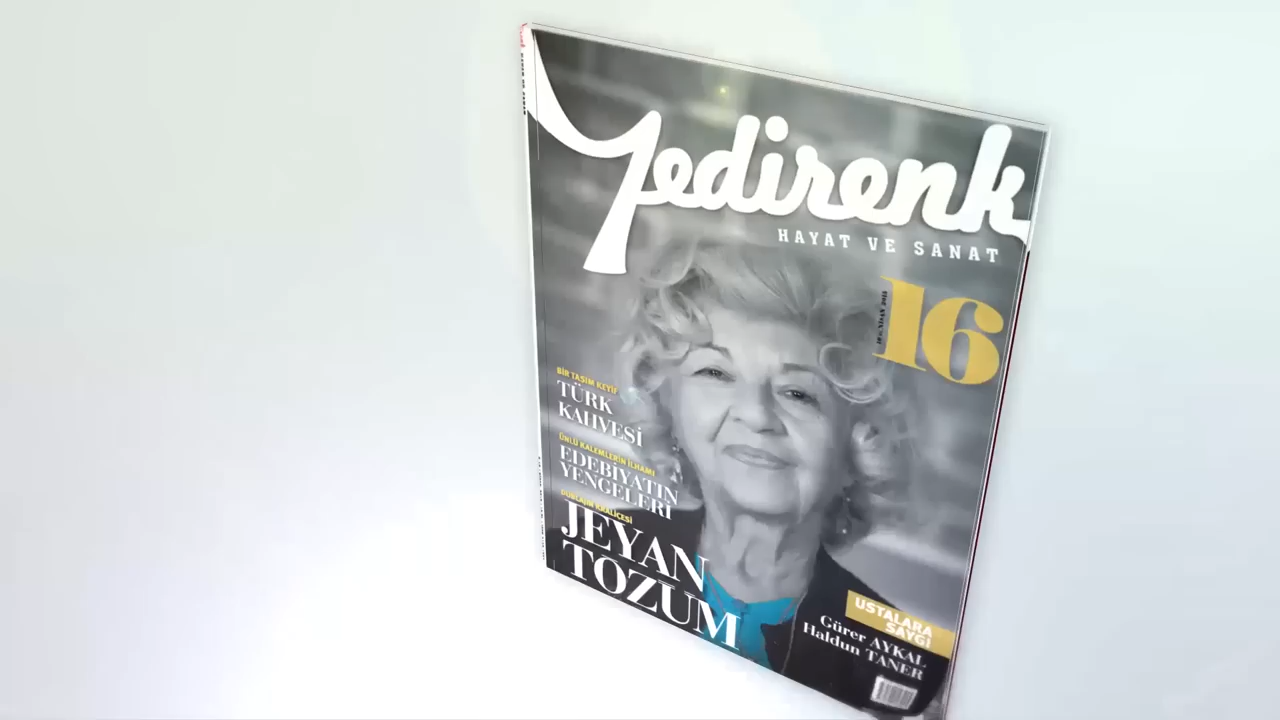 Yedirenk
HAYAT VE SANAT
16
BİR TAŞIM KEYİF
TÜRK
KAHVESİ
ÜNLÜ KALEMLERİN İLHAMI
EDEBİYATIN
YENGELERİ
JEYAN
TOZUM
USTALARA
SAYGI
Gürer AYKAL
Haldun TANER